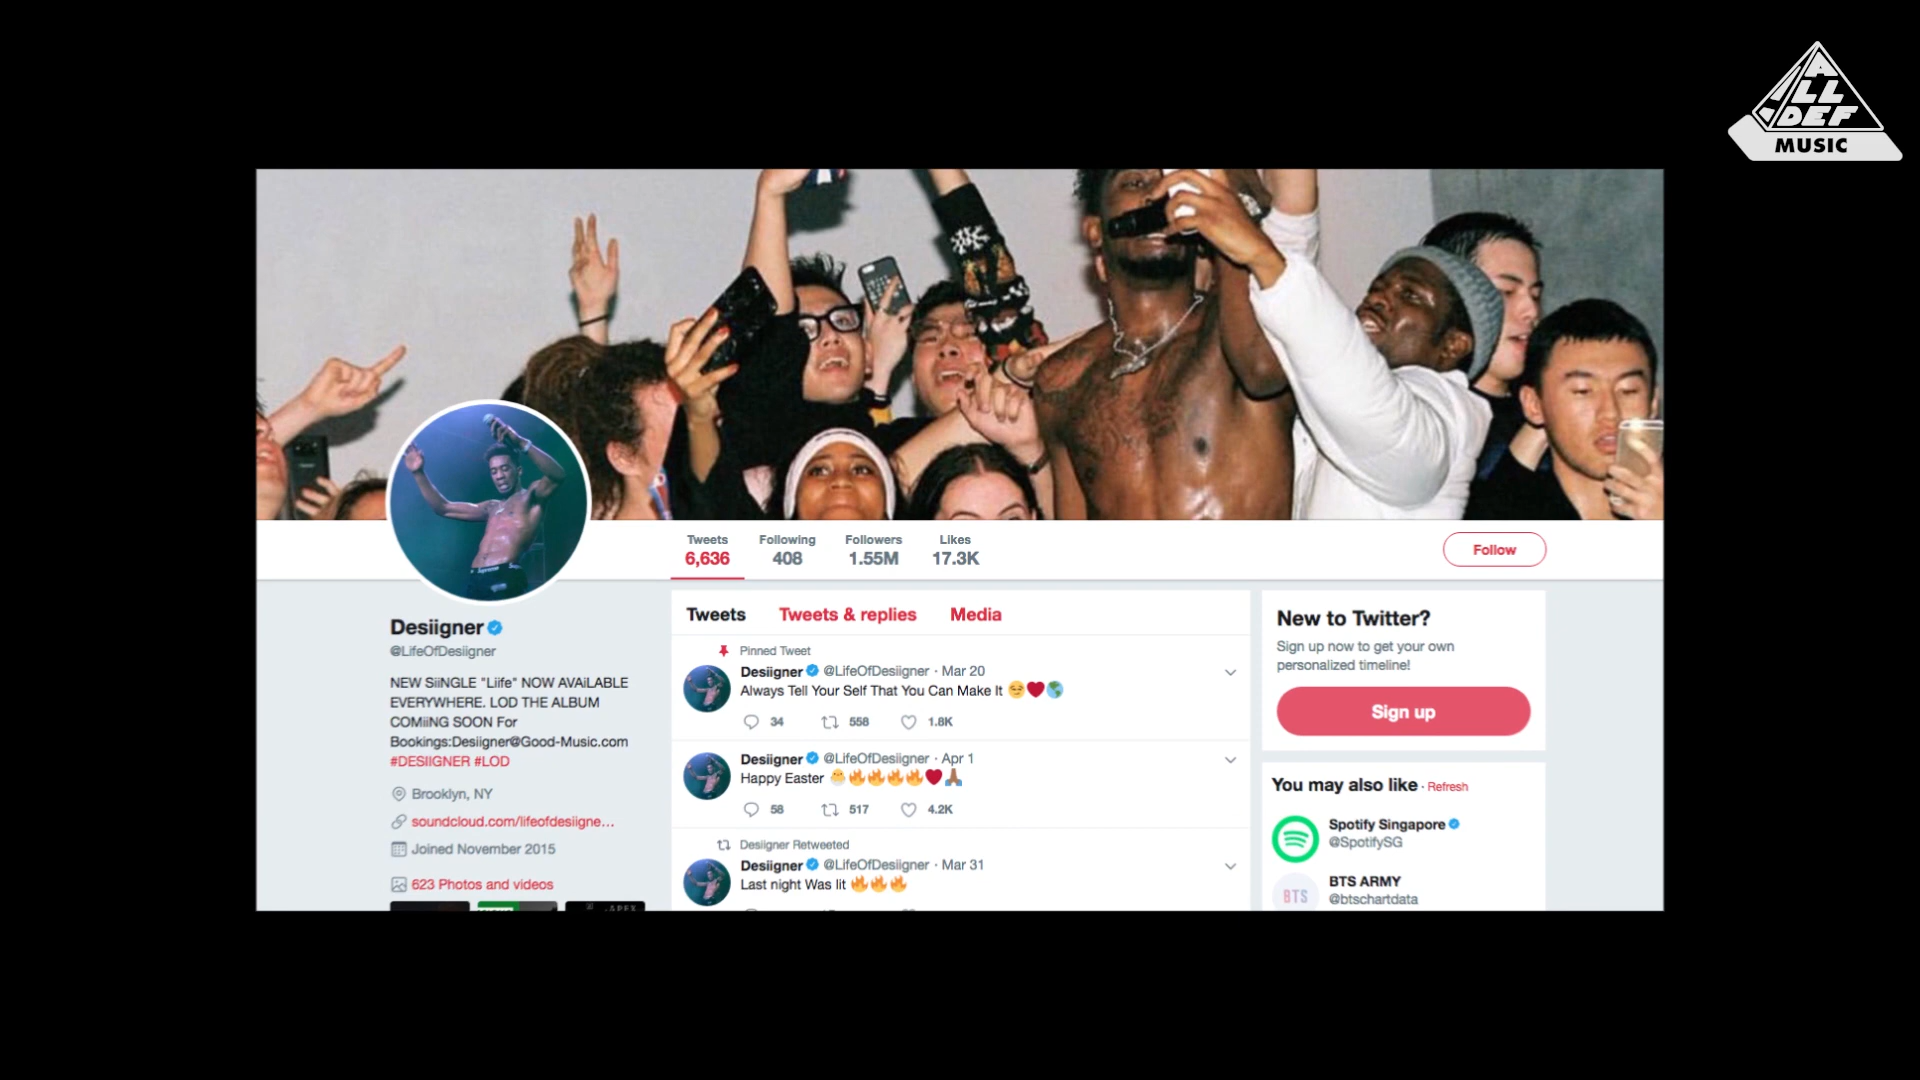 ALL
DEF
MUSIC
Tweets Following Followers Likes
6,636 408 1.55M 17.3K
Follow
Desiigner
@LifeOfDesiigner
NEW SiiNGLE "Liife" NOW AVAiLABLE
EVERYWHERE. LOD THE ALBUM
COMiiNG SOON For
Bookings:Desiigner@Good-Music.com
#DESIIGNER #LOD
Brooklyn, NY
soundcloud.com/lifeofdesiigne…
Joined November 2015
623 Photos and videos
Tweets Tweets & replies Media
Pinned Tweet
Desiigner @LifeOfDesiigner · Mar 20
Always Tell Your Self That You Can Make It 😏❤️🌎
34 558 1.8K
Desiigner @LifeOfDesiigner · Apr 1
Happy Easter 🐣🔥🔥🔥🔥❤️🙏🏾
58 517 4.2K
Desiigner Retweeted
Desiigner @LifeOfDesiigner · Mar 31
Last night Was lit 🔥🔥🔥
New to Twitter?
Sign up now to get your own
personalized timeline!
Sign up
You may also like · Refresh
Spotify Singapore
@SpotifySG
BTS
BTS ARMY
@btschartdata